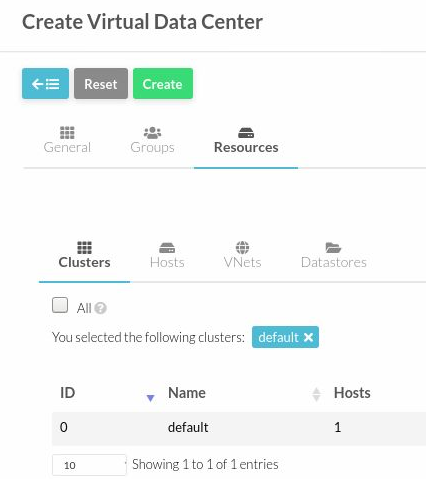 Create Virtual Data Center
Reset Create
General Groups Resources
Clusters Hosts VNets Datastores
All ?
You selected the following clusters: default ×
ID Name Hosts
0 default 1
10 Showing 1 to 1 of 1 entries